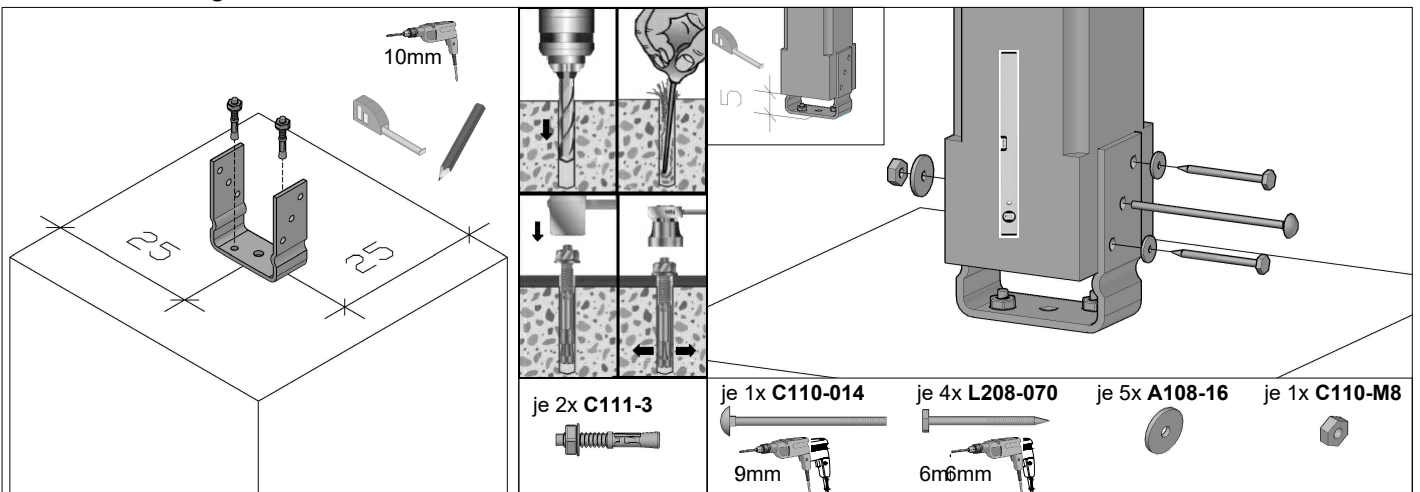 10mm
25
25
je 2x C111-3
5
je 1x C110-014
9mm
je 4x L208-070
6m6mm
je 5x A108-16
je 1x C110-M8